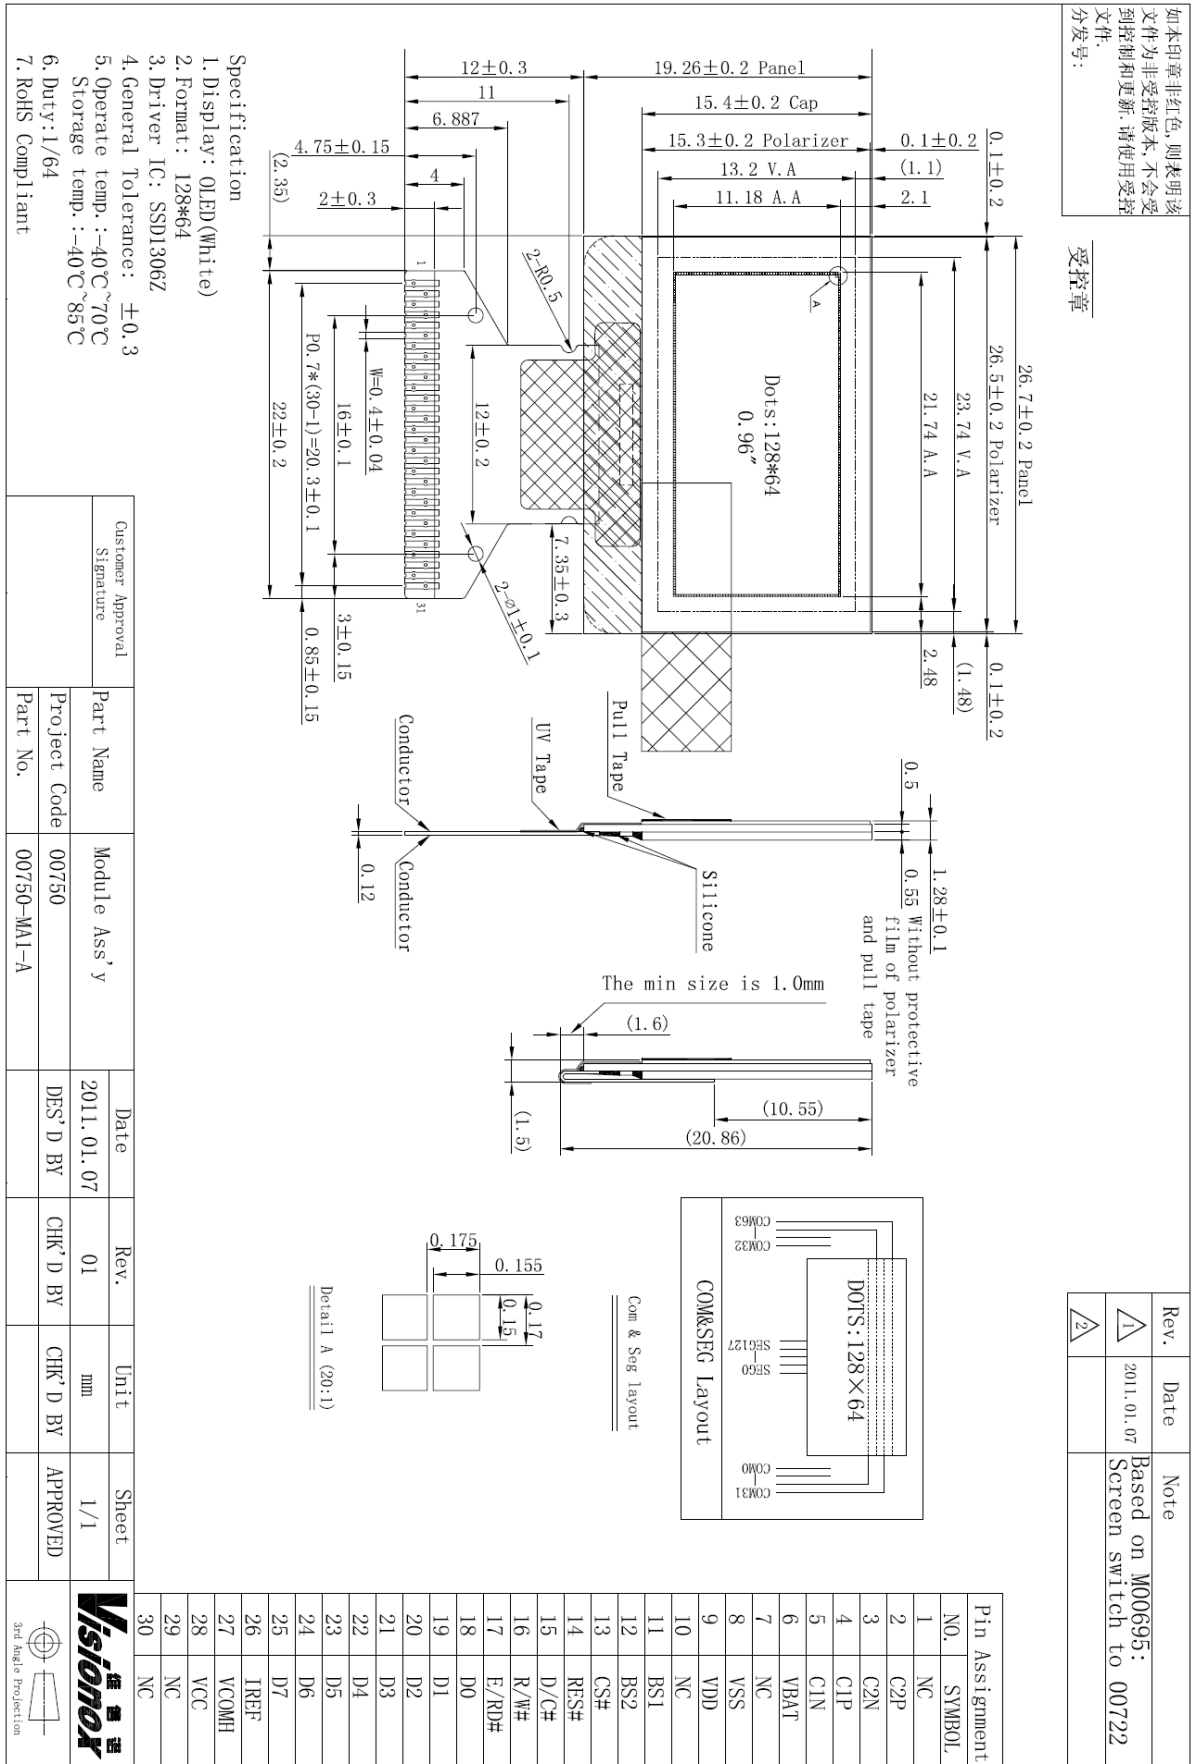 如本印章非红色, 则表明该
文件为非受控版本, 不会受
到控制和更新, 请使用受控
文件.
分发号:
受控章
Rev. Date Note
1 2011.01.07 Based on M00695:
Screen switch to 00722
2
26.7±0.2 Panel
26.5±0.2 Polarizer
23.74 V.A
21.74 A.A
0.1±0.2
0.1±0.2
(1.48)
2.48
0.1±0.2
(1.1)
2.1
19.26±0.2 Panel
15.4±0.2 Cap
15.3±0.2 Polarizer
13.2 V.A
11.18 A.A
12±0.3
11
6.887
4.75±0.15
4
2±0.3
(2.35)
A
Dots:128*64
0.96"
2-R0.5
12±0.2
7.35±0.3
2-ø1±0.1
1
31
W=0.4±0.04
16±0.1
3±0.15
P0.7*(30-1)=20.3±0.1
0.85±0.15
22±0.2
0.5
1.28±0.1
0.55 Without protective
film of polarizer
and pull tape
Pull Tape
UV Tape
Silicone
Conductor
Conductor
0.12
The min size is 1.0mm
(1.6)
(10.55)
(20.86)
(1.5)
DOTS:128×64
COM63
COM32
SEG127
SEG0
COM0
COM31
COM&SEG Layout
Com & Seg layout
0.17
0.15
0.175
0.155
Detail A (20:1)
Pin Assignment
NO. SYMBOL
1 NC
2 C2P
3 C2N
4 C1P
5 C1N
6 VBAT
7 NC
8 VSS
9 VDD
10 NC
11 BS1
12 BS2
13 CS#
14 RES#
15 D/C#
16 R/W#
17 E/RD#
18 D0
19 D1
20 D2
21 D3
22 D4
23 D5
24 D6
25 D7
26 IREF
27 VCOMH
28 VCC
29 NC
30 NC
Specification
1. Display: OLED(White)
2. Format: 128*64
3. Driver IC: SSD1306Z
4. General Tolerance: ±0.3
5. Operate temp.:-40℃~70℃
Storage temp.:-40℃~85℃
6. Duty:1/64
7. RoHS Compliant
Customer Approval
Signature
Part Name Module Ass'y
Project Code 00750
Part No. 00750-MA1-A
Date Rev. Unit Sheet
2011.01.07 01 mm 1/1
DES'D BY CHK'D BY CHK'D BY APPROVED
维信诺
Visionox
3rd Angle Projection